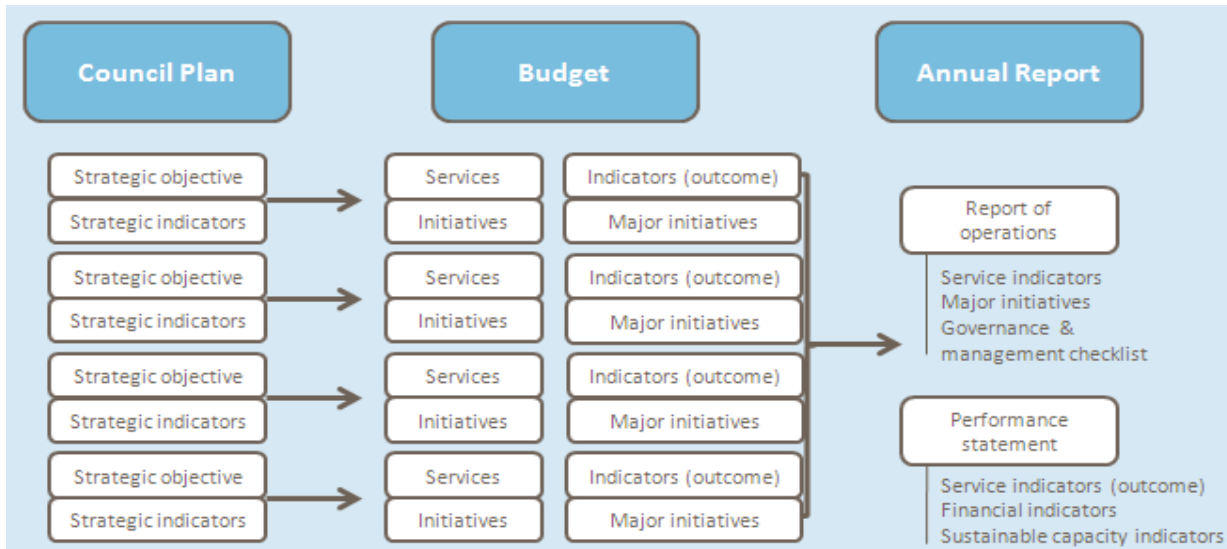 Council Plan
Budget
Annual Report
Strategic objective
Strategic indicators
Strategic objective
Strategic indicators
Strategic objective
Strategic indicators
Strategic objective
Strategic indicators
Services
Indicators (outcome)
Initiatives
Major initiatives
Services
Indicators (outcome)
Initiatives
Major initiatives
Services
Indicators (outcome)
Initiatives
Major initiatives
Services
Indicators (outcome)
Initiatives
Major initiatives
Report of
operations
Service indicators
Major initiatives
Governance &
management checklist
Performance
statement
Service indicators (outcome)
Financial indicators
Sustainable capacity indicators